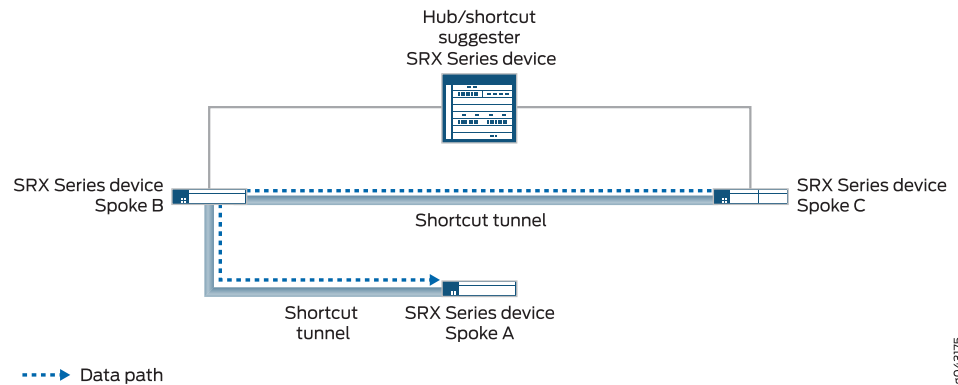 Hub/shortcut
suggester
SRX Series device
SRX Series device
Spoke B
SRX Series device
Spoke C
Shortcut tunnel
Shortcut
tunnel
SRX Series device
Spoke A
Data path